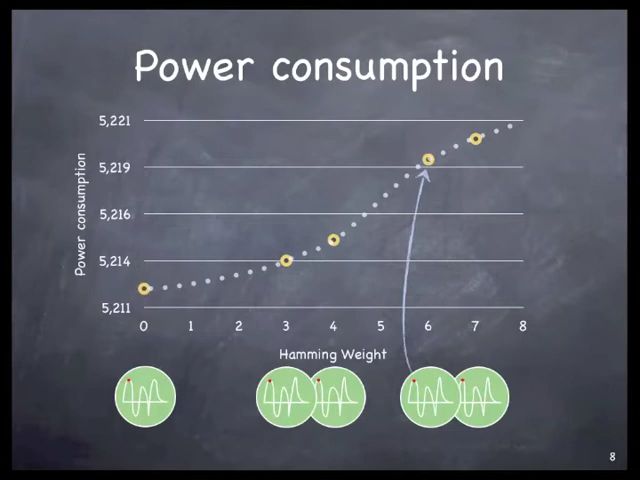 Power consumption
5,221
5,219
5,216
5,214
5,211
Power consumption
0 1 2 3 4 5 6 7 8
Hamming Weight
8